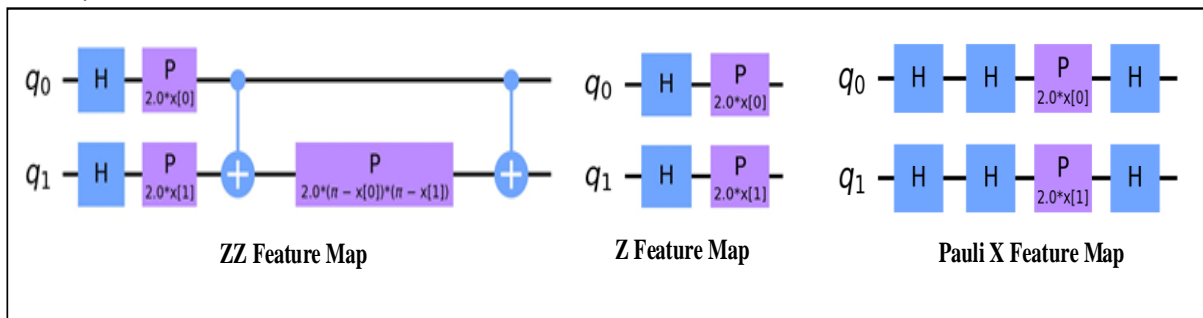 q0 H P 2.0*x[0]
q1 H P 2.0*x[1] P 2.0*(π − x[0])*(π − x[1])
ZZ Feature Map
q0 H P 2.0*x[0]
q1 H P 2.0*x[1]
Z Feature Map
q0 H H P 2.0*x[0] H
q1 H H P 2.0*x[1] H
Pauli X Feature Map